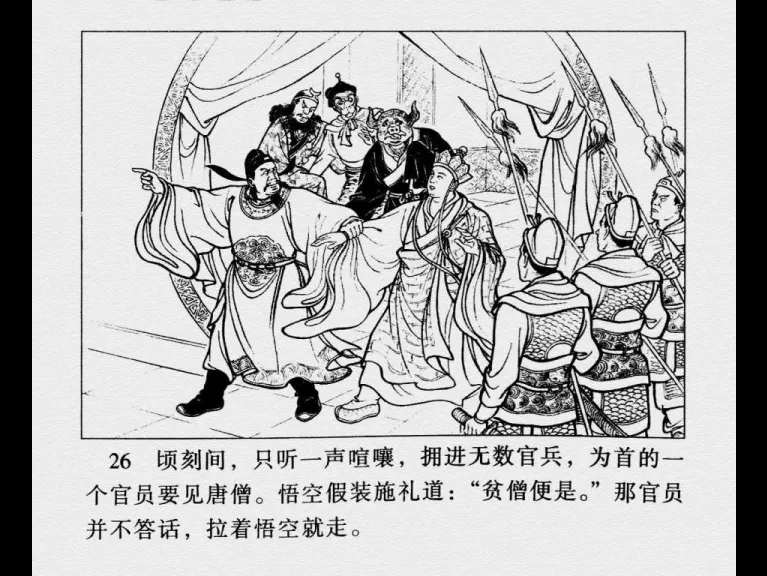 26 顷刻间，只听一声喧嚷，拥进无数官兵，为首的一
个官员要见唐僧。悟空假装施礼道：“贫僧便是。”那官员
并不答话，拉着悟空就走。